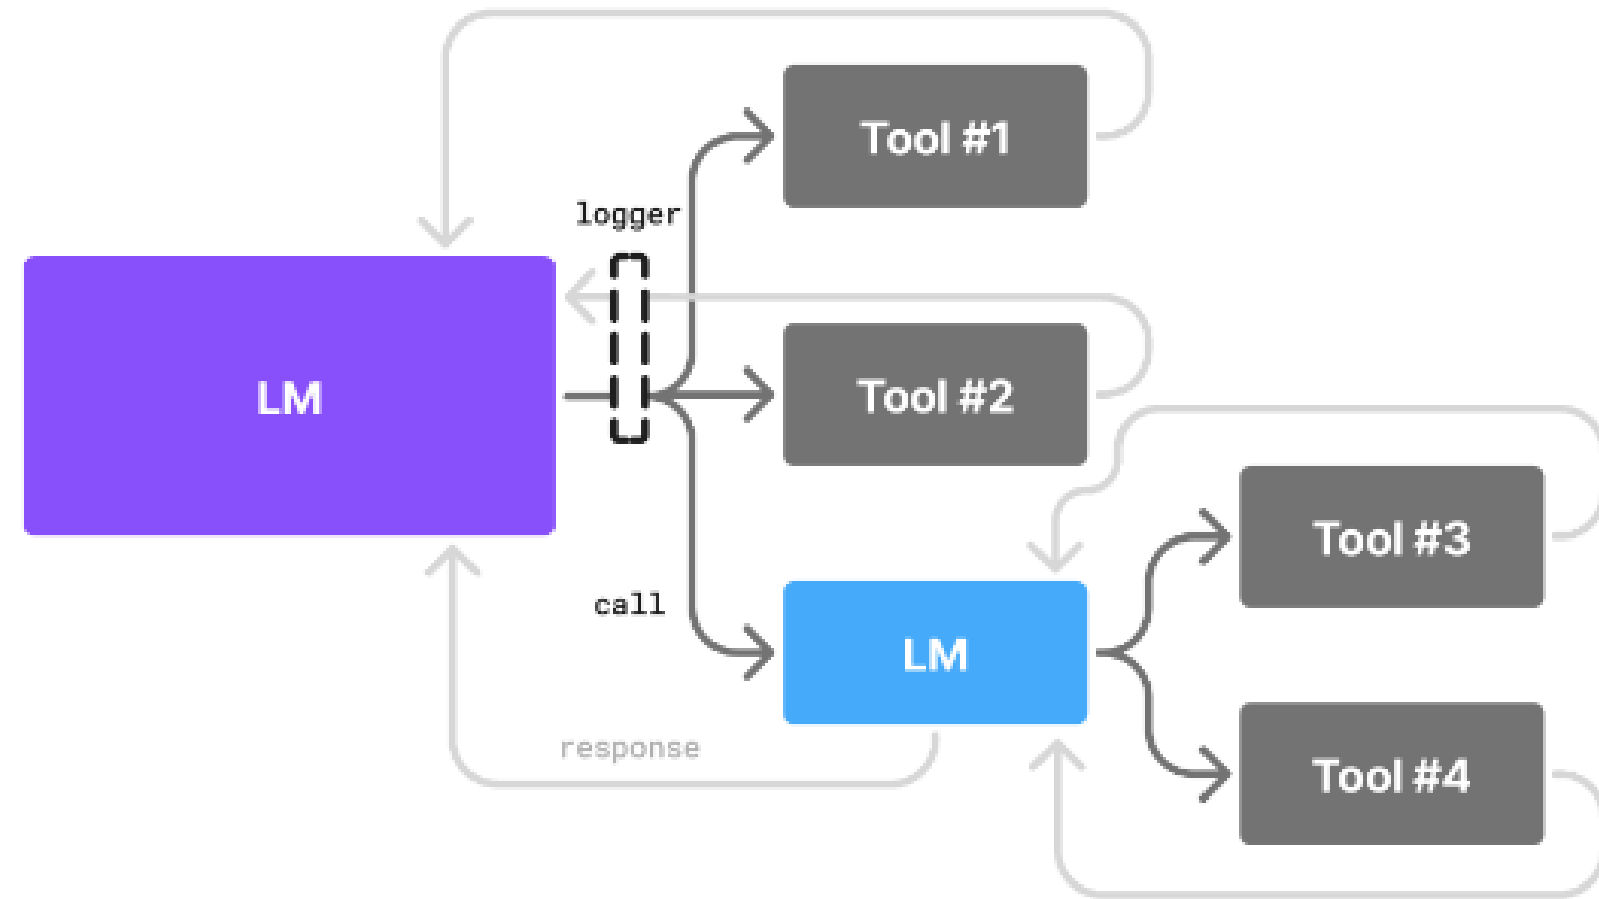 Tool #1
logger
LM
Tool #2
Tool #3
call
LM
response
Tool #4